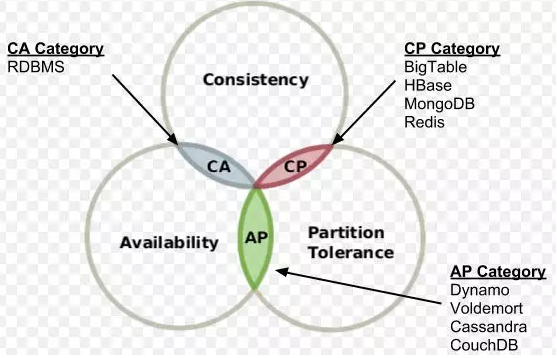 CA Category
RDBMS
CP Category
BigTable
HBase
MongoDB
Redis
Consistency
CA
CP
Availability
AP
Partition
Tolerance
AP Category
Dynamo
Voldemort
Cassandra
CouchDB